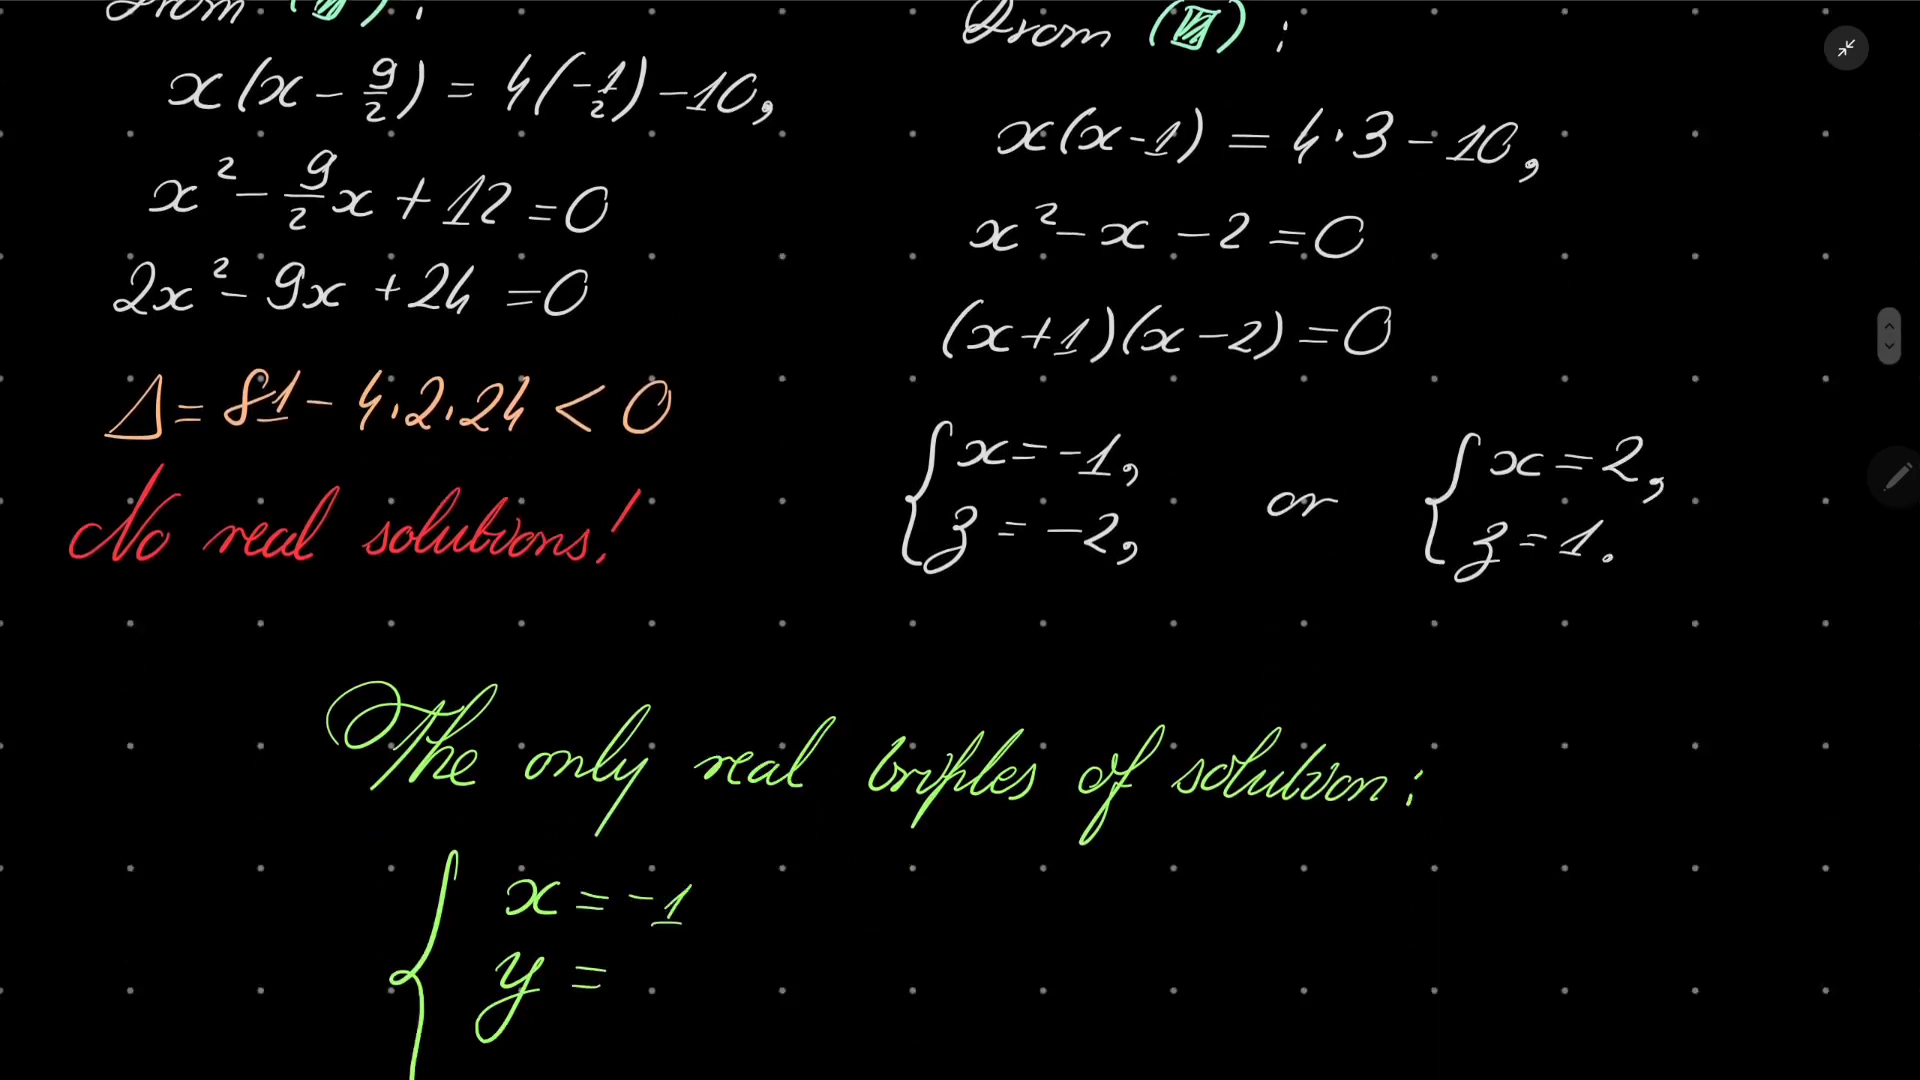 From ( ) :
x(x - 9/2) = 4(-1/2) - 10,
x² - 9/2 x + 12 = 0
2x² - 9x + 24 = 0
Δ = 81 - 4·2·24 < 0
No real solutions!
From ( ) :
x(x-1) = 4·3 - 10,
x² - x - 2 = 0
(x+1)(x-2) = 0
{ x = -1, or { x = 2,
z = -2, z = 1.
The only real triples of solution:
{ x = -1
y =